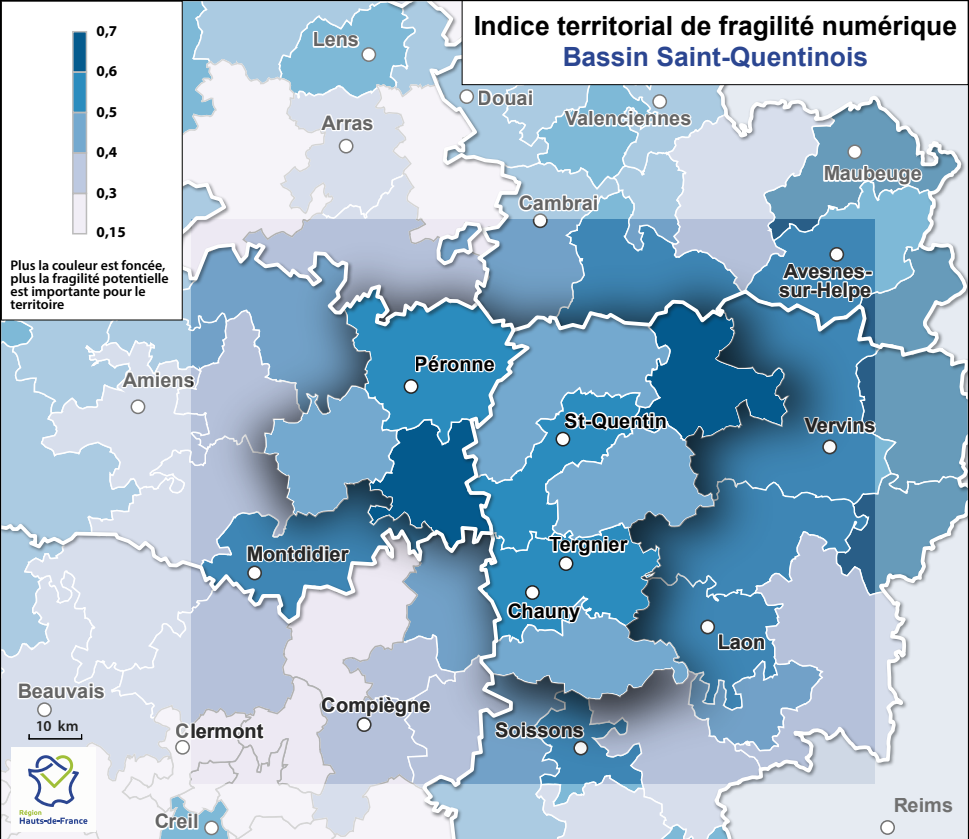 Indice territorial de fragilité numérique
Bassin Saint-Quentinois
0,7
0,6
0,5
0,4
0,3
0,15
Plus la couleur est foncée,
plus la fragilité potentielle
est importante pour le
territoire
Lens
Douai
Valenciennes
Arras
Maubeuge
Cambrai
Avesnes-
sur-Helpe
Péronne
Amiens
St-Quentin
Vervins
Montdidier
Tergnier
Chauny
Laon
Beauvais
10 km
Compiègne
Clermont
Soissons
Région
Hauts-de-France
Creil
Reims